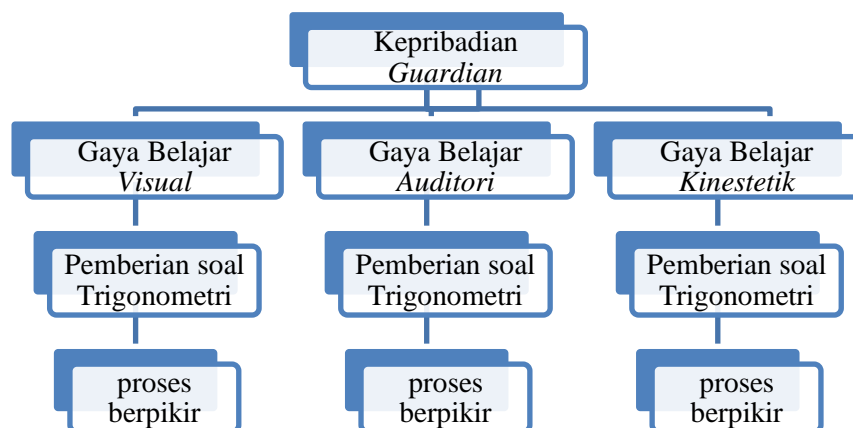 Kepribadian
Guardian
Gaya Belajar
Visual
Gaya Belajar
Auditori
Gaya Belajar
Kinestetik
Pemberian soal
Trigonometri
Pemberian soal
Trigonometri
Pemberian soal
Trigonometri
proses
berpikir
proses
berpikir
proses
berpikir